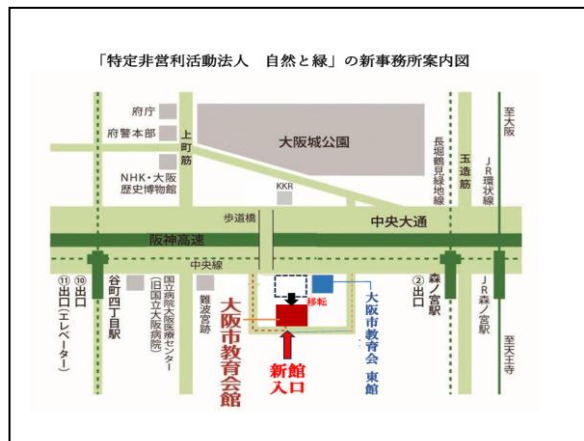 「特定非営利活動法人　自然と緑」の新事務所案内図
府庁
府警本部
NHK・大阪
歴史博物館
上町筋
大阪城公園
KKR
長堀鶴見緑地線
玉造筋
JR環状線
至大阪
歩道橋
中央大通
阪神高速
中央線
⑪出口(エレベーター)
⑩出口
谷町四丁目駅
国立病院大阪医療センター
(旧国立大阪病院)
難波宮跡
大阪市教育会館
移転
新館
入口
大阪市教育会 東館
②出口
森ノ宮駅
JR森ノ宮駅
至天王寺